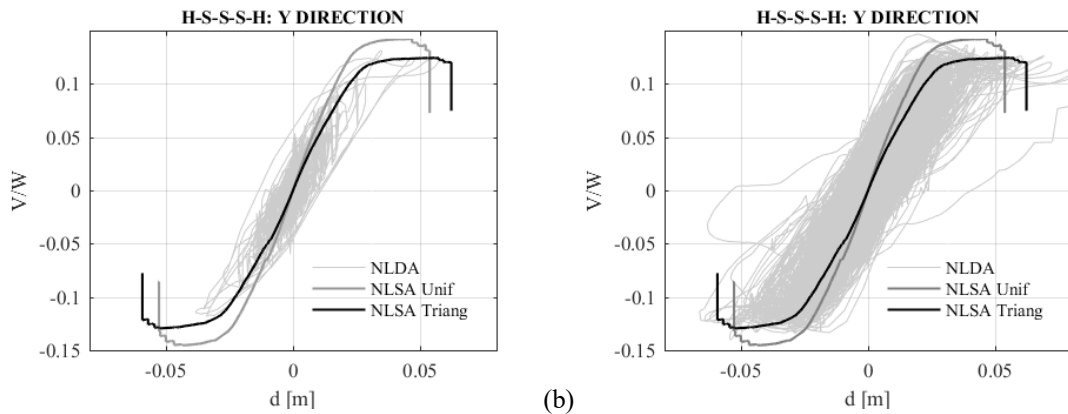 H-S-S-S-H: Y DIRECTION
V/W
0.1
0.05
0
-0.05
-0.1
-0.15
NLDA
NLSA Unif
NLSA Triang
-0.05
0
0.05
d [m]
(b)
H-S-S-S-H: Y DIRECTION
V/W
0.1
0.05
0
-0.05
-0.1
-0.15
NLDA
NLSA Unif
NLSA Triang
-0.05
0
0.05
d [m]